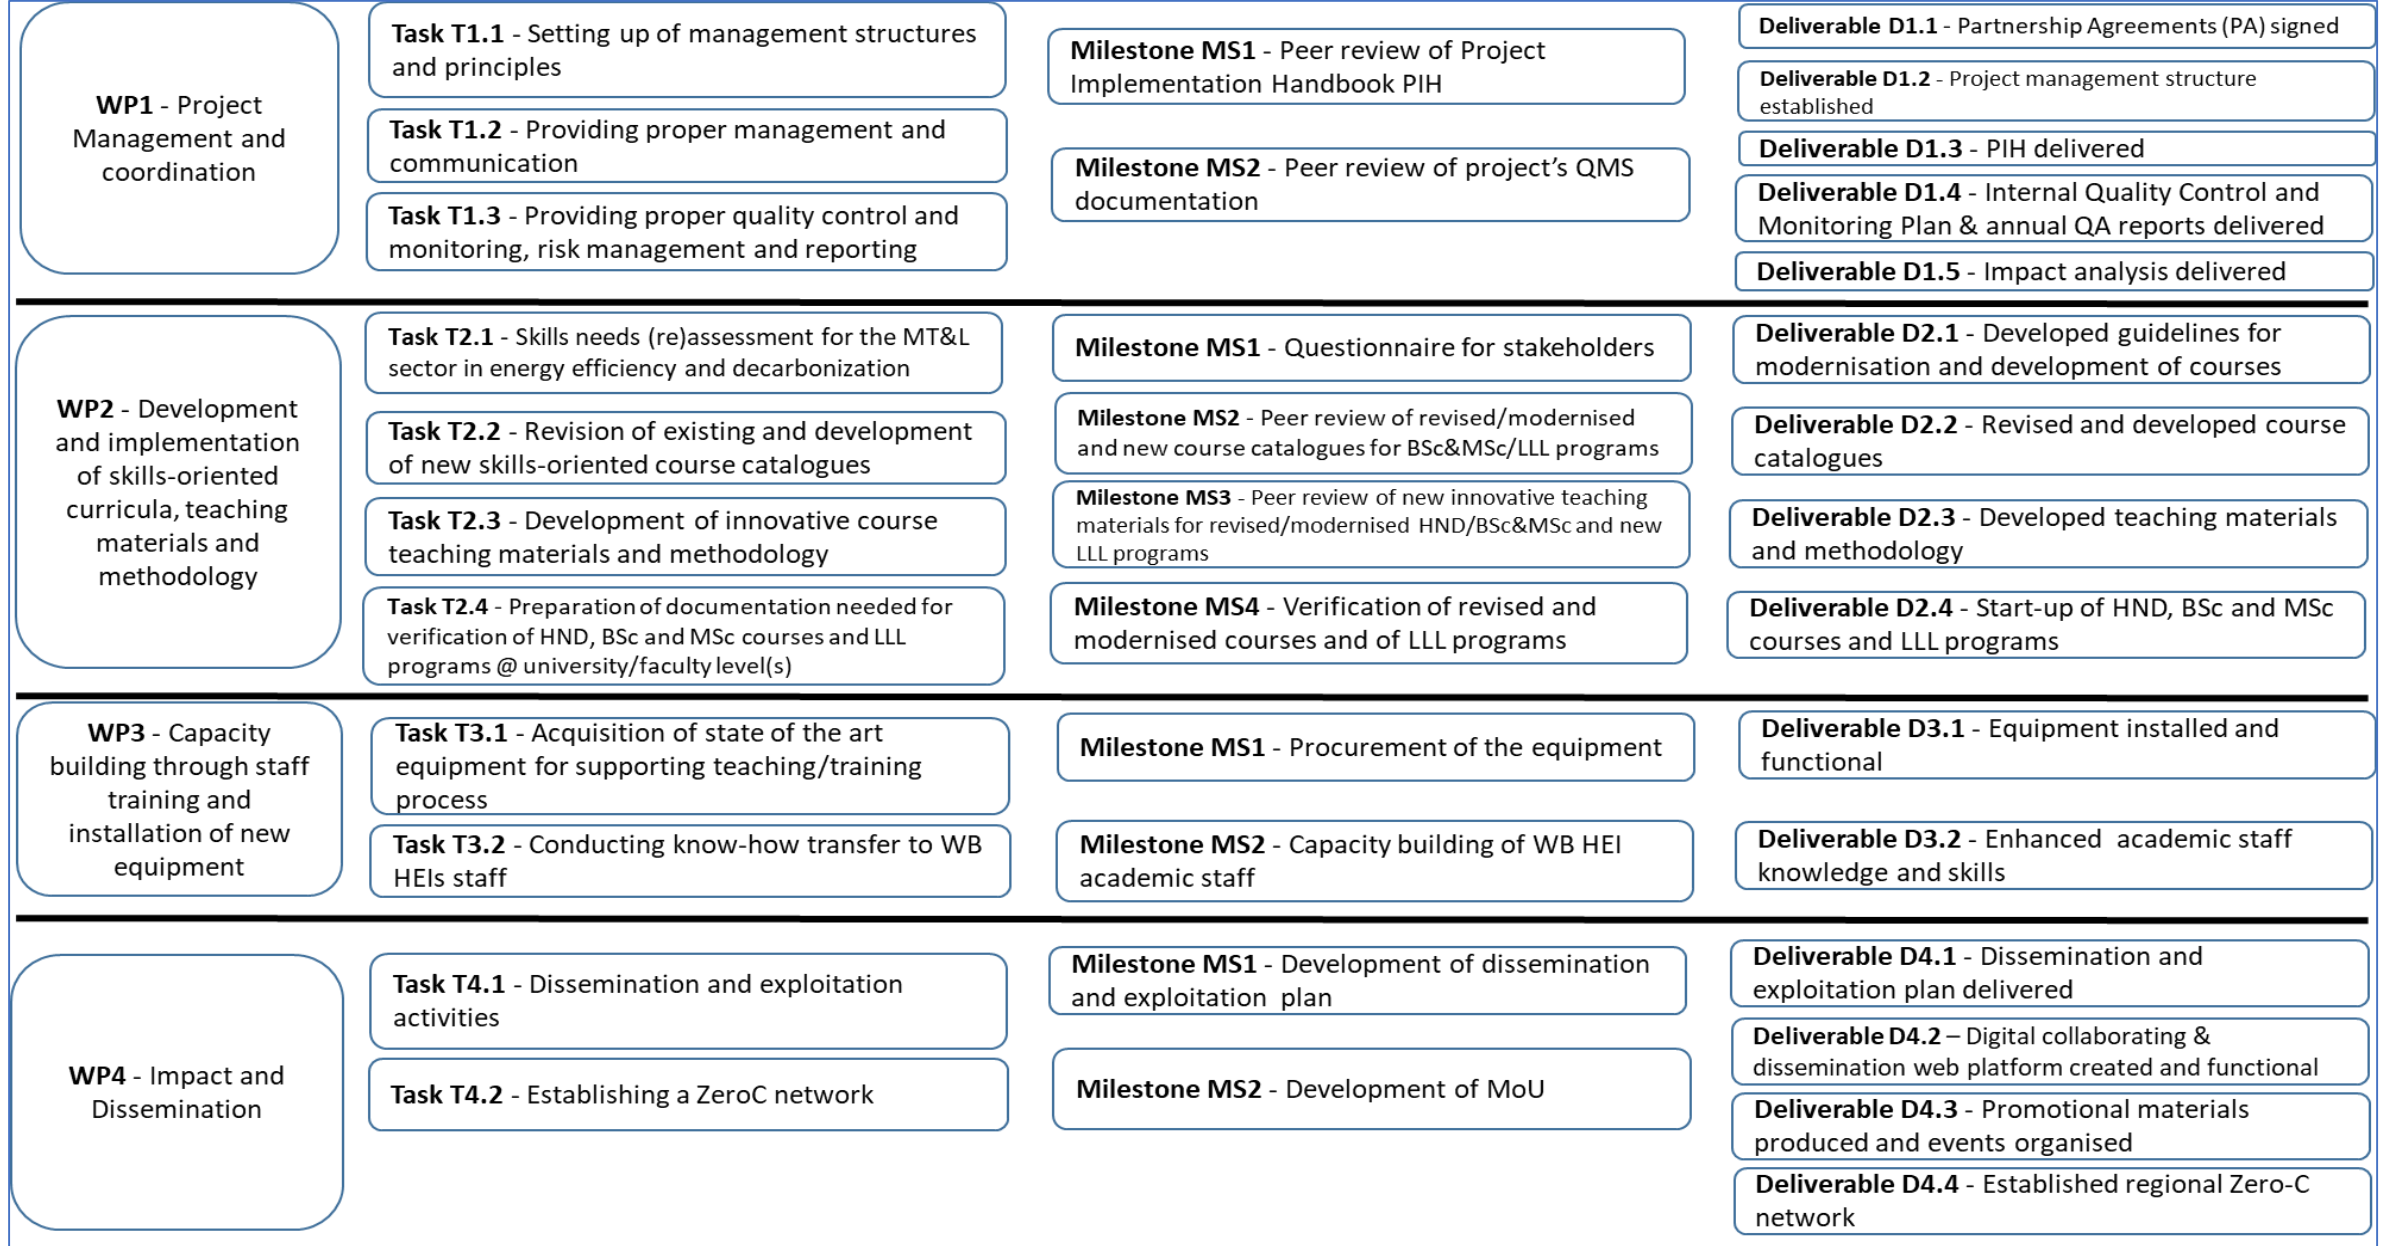 WP1 - Project
Management and
coordination
Task T1.1 - Setting up of management structures
and principles
Task T1.2 - Providing proper management and
communication
Task T1.3 - Providing proper quality control and
monitoring, risk management and reporting
Milestone MS1 - Peer review of Project
Implementation Handbook PIH
Milestone MS2 - Peer review of project’s QMS
documentation
Deliverable D1.1 - Partnership Agreements (PA) signed
Deliverable D1.2 - Project management structure
established
Deliverable D1.3 - PIH delivered
Deliverable D1.4 - Internal Quality Control and
Monitoring Plan & annual QA reports delivered
Deliverable D1.5 - Impact analysis delivered
WP2 - Development
and implementation
of skills-oriented
curricula, teaching
materials and
methodology
Task T2.1 - Skills needs (re)assessment for the MT&L
sector in energy efficiency and decarbonization
Task T2.2 - Revision of existing and development
of new skills-oriented course catalogues
Task T2.3 - Development of innovative course
teaching materials and methodology
Task T2.4 - Preparation of documentation needed for
verification of HND, BSc and MSc courses and LLL
programs @ university/faculty level(s)
Milestone MS1 - Questionnaire for stakeholders
Milestone MS2 - Peer review of revised/modernised
and new course catalogues for BSc&MSc/LLL programs
Milestone MS3 - Peer review of new innovative teaching
materials for revised/modernised HND/BSc&MSc and new
LLL programs
Milestone MS4 - Verification of revised and
modernised courses and of LLL programs
Deliverable D2.1 - Developed guidelines for
modernisation and development of courses
Deliverable D2.2 - Revised and developed course
catalogues
Deliverable D2.3 - Developed teaching materials
and methodology
Deliverable D2.4 - Start-up of HND, BSc and MSc
courses and LLL programs
WP3 - Capacity
building through staff
training and
installation of new
equipment
Task T3.1 - Acquisition of state of the art
equipment for supporting teaching/training
process
Task T3.2 - Conducting know-how transfer to WB
HEIs staff
Milestone MS1 - Procurement of the equipment
Milestone MS2 - Capacity building of WB HEI
academic staff
Deliverable D3.1 - Equipment installed and
functional
Deliverable D3.2 - Enhanced academic staff
knowledge and skills
WP4 - Impact and
Dissemination
Task T4.1 - Dissemination and exploitation
activities
Task T4.2 - Establishing a ZeroC network
Milestone MS1 - Development of dissemination
and exploitation plan
Milestone MS2 - Development of MoU
Deliverable D4.1 - Dissemination and
exploitation plan delivered
Deliverable D4.2 – Digital collaborating &
dissemination web platform created and functional
Deliverable D4.3 - Promotional materials
produced and events organised
Deliverable D4.4 - Established regional Zero-C
network